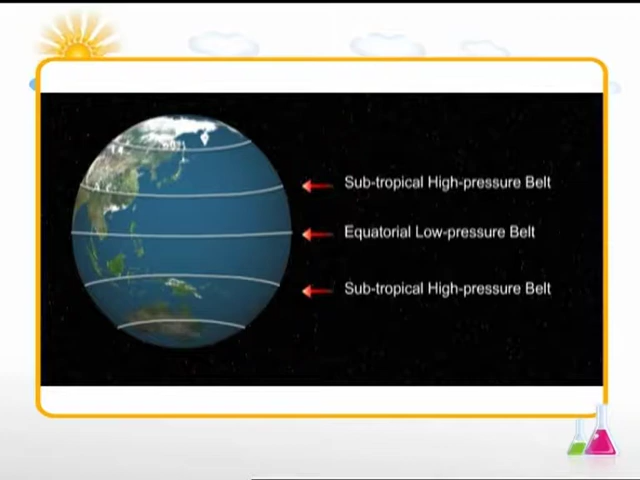 Sub-tropical High-pressure Belt
Equatorial Low-pressure Belt
Sub-tropical High-pressure Belt